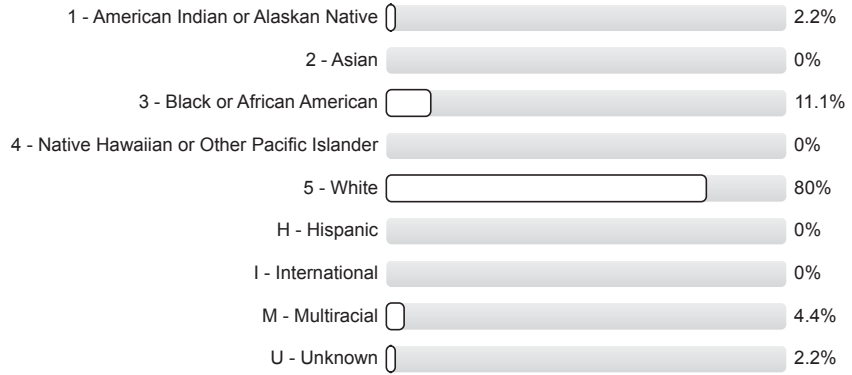 1 - American Indian or Alaskan Native 2.2%
2 - Asian 0%
3 - Black or African American 11.1%
4 - Native Hawaiian or Other Pacific Islander 0%
5 - White 80%
H - Hispanic 0%
I - International 0%
M - Multiracial 4.4%
U - Unknown 2.2%